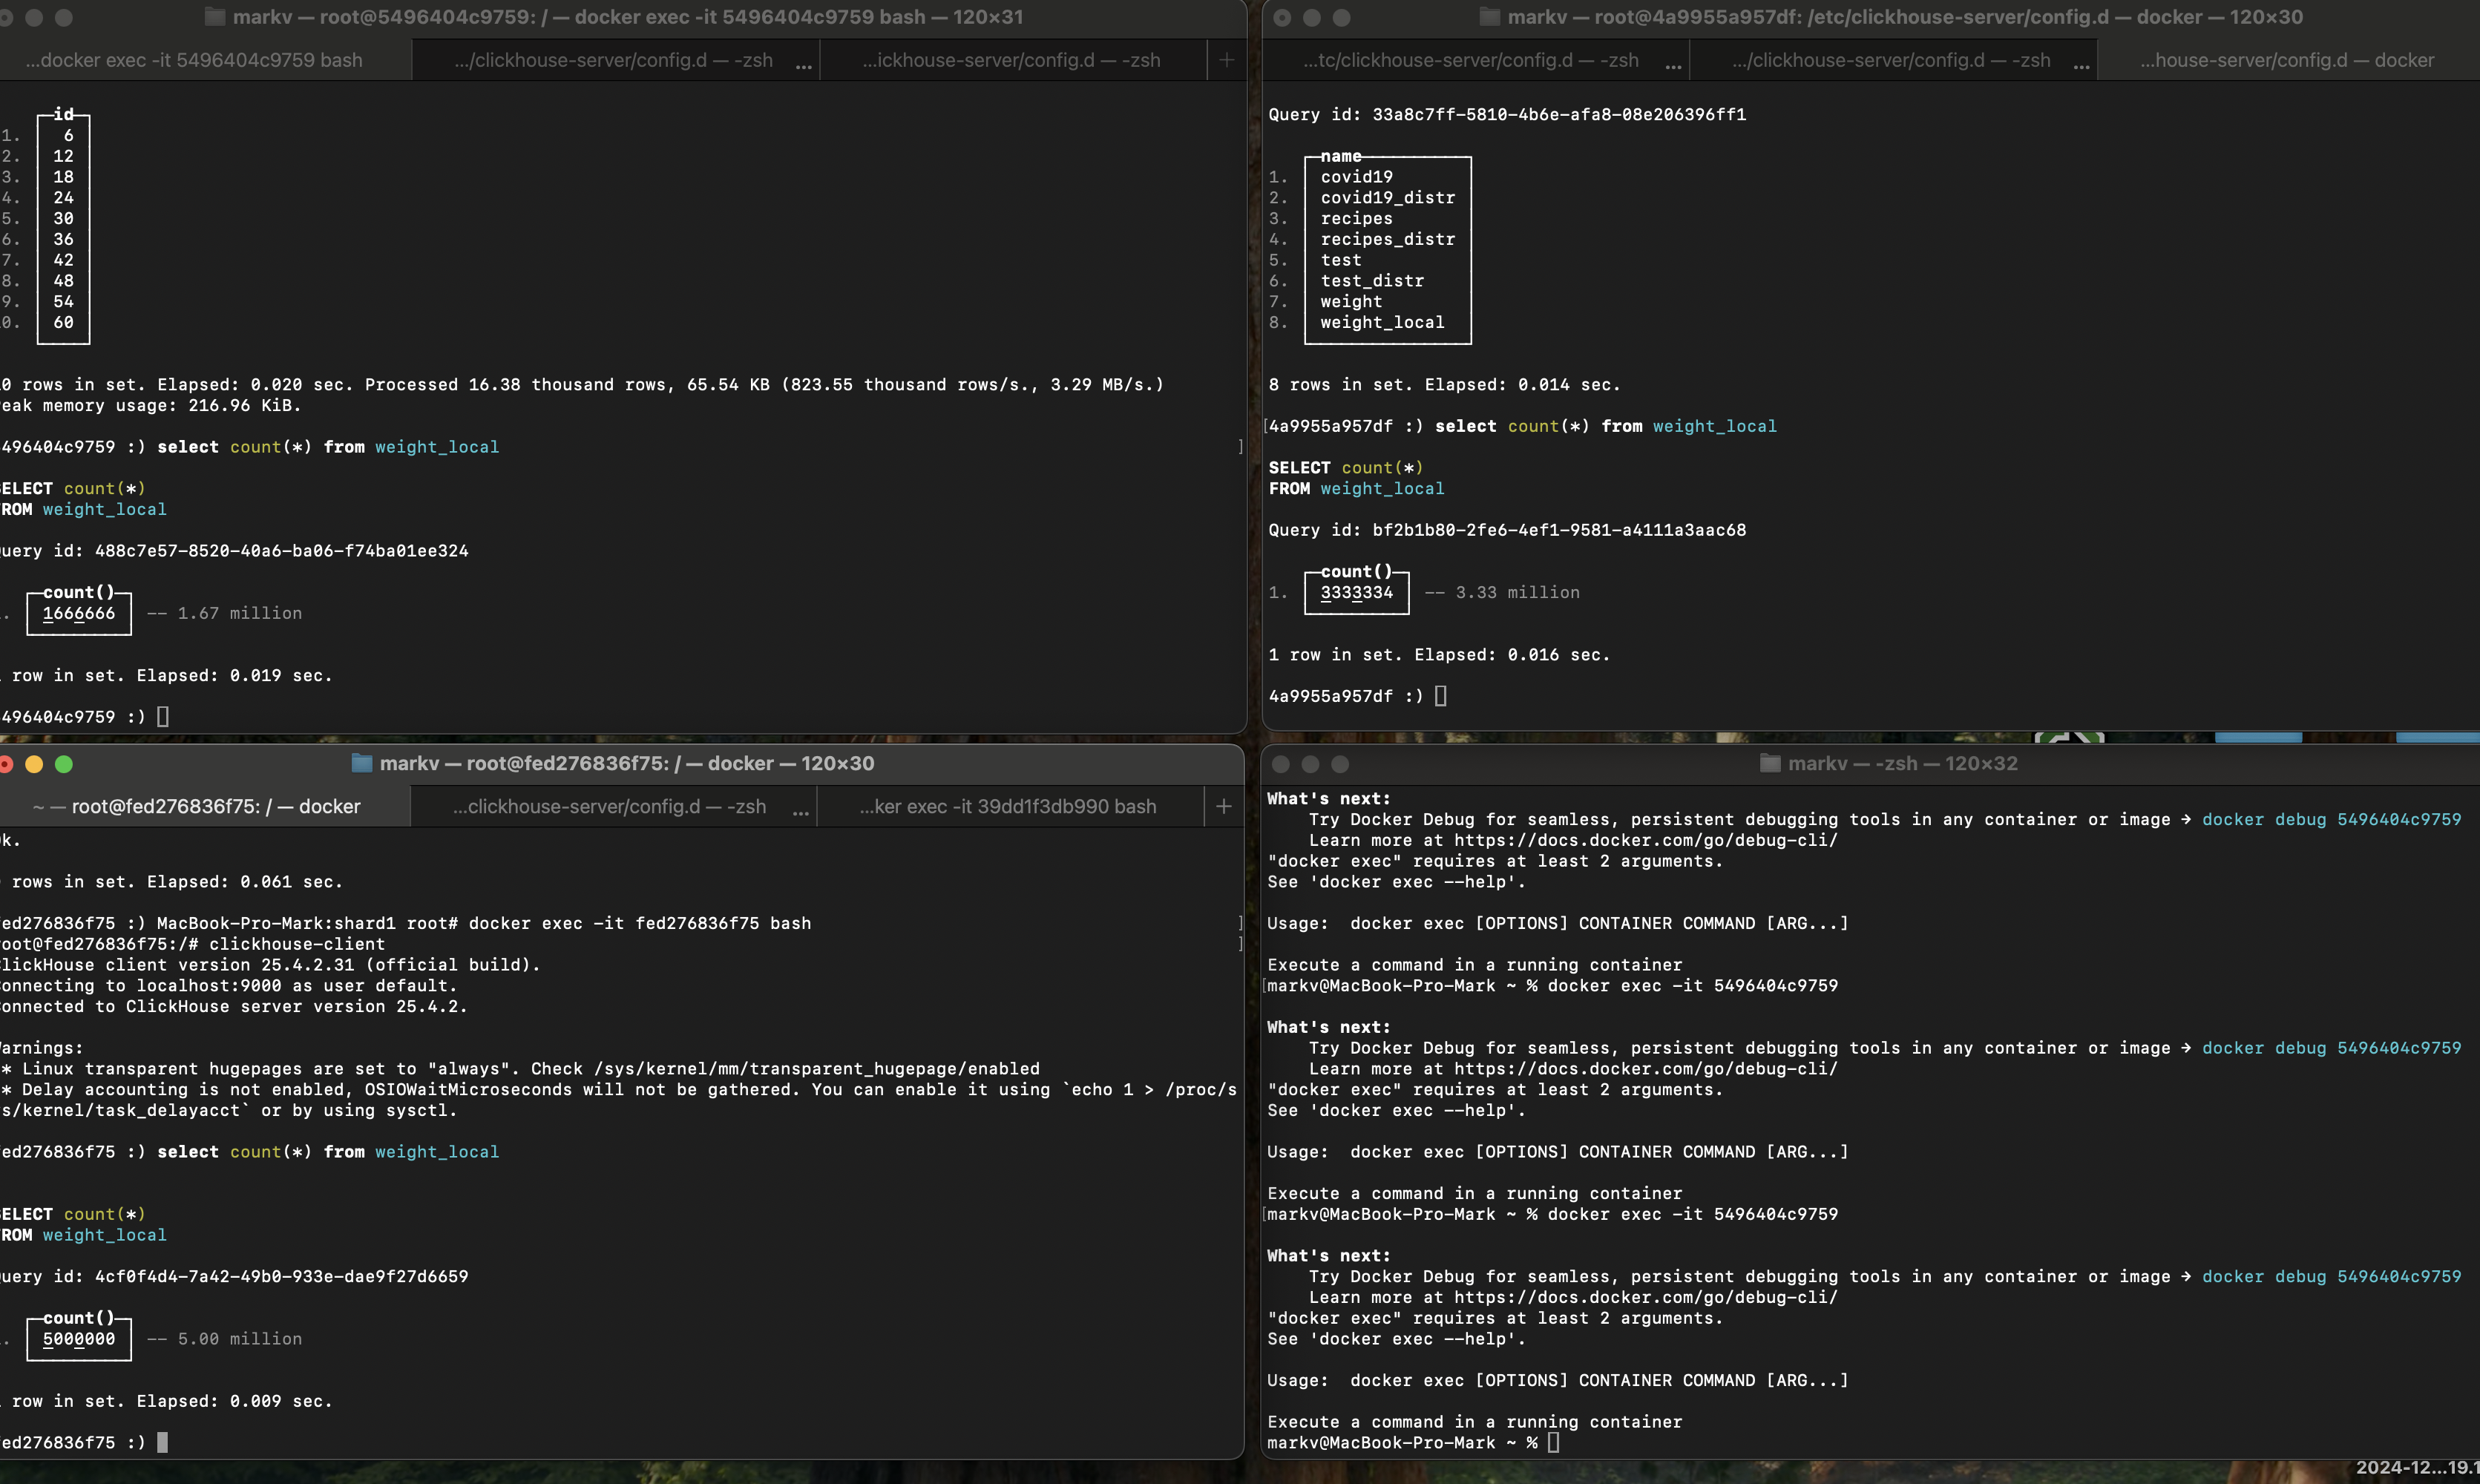 markv — root@5496404c9759: / — docker exec -it 5496404c9759 bash — 120×31
...docker exec -it 5496404c9759 bash
.../clickhouse-server/config.d — -zsh ...
...ickhouse-server/config.d — -zsh
+
id
1. 6
2. 12
3. 18
4. 24
5. 30
6. 36
7. 42
8. 48
9. 54
0. 60
0 rows in set. Elapsed: 0.020 sec. Processed 16.38 thousand rows, 65.54 KB (823.55 thousand rows/s., 3.29 MB/s.)
eak memory usage: 216.96 KiB.
496404c9759 :) select count(*) from weight_local ]
ELECT count(*)
ROM weight_local
uery id: 488c7e57-8520-40a6-ba06-f74ba01ee324
count()
. 1666666 -- 1.67 million
row in set. Elapsed: 0.019 sec.
496404c9759 :)
markv — root@4a9955a957df: /etc/clickhouse-server/config.d — docker — 120×30
...tc/clickhouse-server/config.d — -zsh ...
.../clickhouse-server/config.d — -zsh ...
...house-server/config.d — docker
Query id: 33a8c7ff-5810-4b6e-afa8-08e206396ff1
name
1. covid19
2. covid19_distr
3. recipes
4. recipes_distr
5. test
6. test_distr
7. weight
8. weight_local
8 rows in set. Elapsed: 0.014 sec.
[4a9955a957df :) select count(*) from weight_local
SELECT count(*)
FROM weight_local
Query id: bf2b1b80-2fe6-4ef1-9581-a4111a3aac68
count()
1. 3333334 -- 3.33 million
1 row in set. Elapsed: 0.016 sec.
4a9955a957df :)
markv — root@fed276836f75: / — docker — 120×30
~ — root@fed276836f75: / — docker
...clickhouse-server/config.d — -zsh ...
...ker exec -it 39dd1f3db990 bash
+
k.
rows in set. Elapsed: 0.061 sec.
ed276836f75 :) MacBook-Pro-Mark:shard1 root# docker exec -it fed276836f75 bash ]
root@fed276836f75:/# clickhouse-client ]
ClickHouse client version 25.4.2.31 (official build).
onnecting to localhost:9000 as user default.
onnected to ClickHouse server version 25.4.2.
arnings:
* Linux transparent hugepages are set to "always". Check /sys/kernel/mm/transparent_hugepage/enabled
* Delay accounting is not enabled, OSIOWaitMicroseconds will not be gathered. You can enable it using `echo 1 > /proc/s
s/kernel/task_delayacct` or by using sysctl.
ed276836f75 :) select count(*) from weight_local
ELECT count(*)
ROM weight_local
uery id: 4cf0f4d4-7a42-49b0-933e-dae9f27d6659
count()
. 5000000 -- 5.00 million
row in set. Elapsed: 0.009 sec.
ed276836f75 :)
markv — -zsh — 120×32
What's next:
Try Docker Debug for seamless, persistent debugging tools in any container or image → docker debug 5496404c9759
Learn more at https://docs.docker.com/go/debug-cli/
"docker exec" requires at least 2 arguments.
See 'docker exec --help'.
Usage: docker exec [OPTIONS] CONTAINER COMMAND [ARG...]
Execute a command in a running container
[markv@MacBook-Pro-Mark ~ % docker exec -it 5496404c9759
What's next:
Try Docker Debug for seamless, persistent debugging tools in any container or image → docker debug 5496404c9759
Learn more at https://docs.docker.com/go/debug-cli/
"docker exec" requires at least 2 arguments.
See 'docker exec --help'.
Usage: docker exec [OPTIONS] CONTAINER COMMAND [ARG...]
Execute a command in a running container
[markv@MacBook-Pro-Mark ~ % docker exec -it 5496404c9759
What's next:
Try Docker Debug for seamless, persistent debugging tools in any container or image → docker debug 5496404c9759
Learn more at https://docs.docker.com/go/debug-cli/
"docker exec" requires at least 2 arguments.
See 'docker exec --help'.
Usage: docker exec [OPTIONS] CONTAINER COMMAND [ARG...]
Execute a command in a running container
markv@MacBook-Pro-Mark ~ %
2024-12...19.1